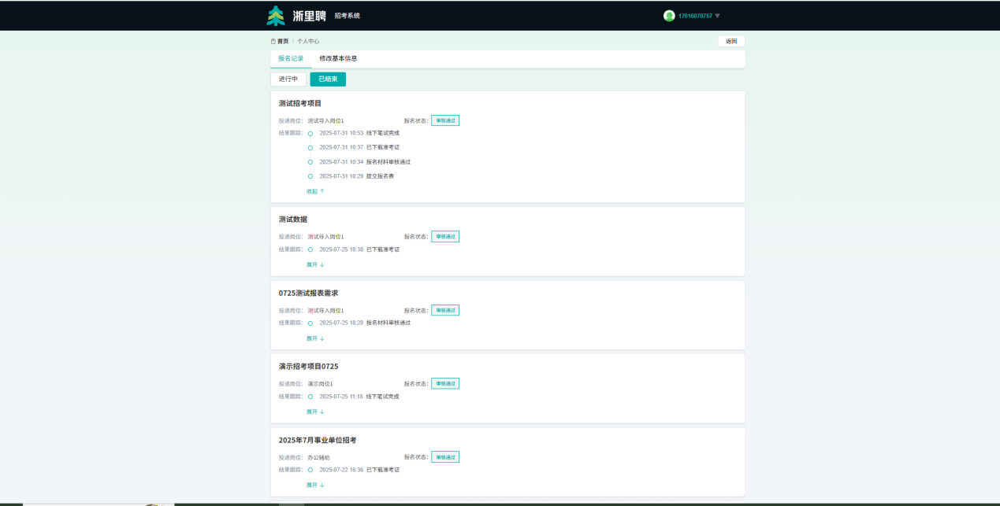 浙里聘 招考系统 17616070757 ▼
首页 / 个人中心 返回
报名记录 修改基本信息
进行中 已结束
测试招考项目
投递岗位: 测试导入岗位1 报名状态: 审核通过
结果跟踪: 2025-07-31 10:53 线下笔试完成
2025-07-31 10:37 已下载准考证
2025-07-31 10:34 报名材料审核通过
2025-07-31 10:29 提交报名表
收起 ↑
测试数据
投递岗位: 测试导入岗位1 报名状态: 审核通过
结果跟踪: 2025-07-25 18:38 已下载准考证
展开 ↓
0725测试报表需求
投递岗位: 测试导入岗位1 报名状态: 审核通过
结果跟踪: 2025-07-25 18:28 报名材料审核通过
展开 ↓
演示招考项目0725
投递岗位: 演示岗位1 报名状态: 审核通过
结果跟踪: 2025-07-25 11:18 线下笔试完成
展开 ↓
2025年7月事业单位招考
投递岗位: 办公辅助 报名状态: 审核通过
结果跟踪: 2025-07-22 16:36 已下载准考证
展开 ↓